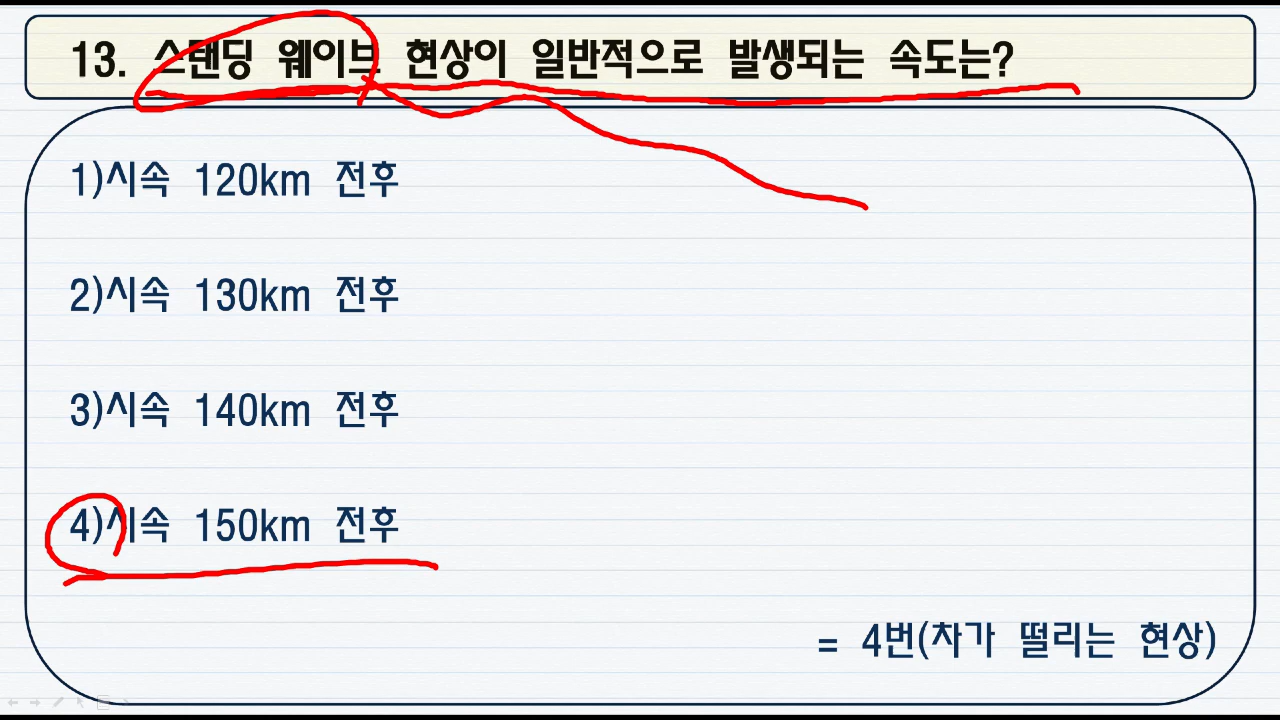 13. 스탠딩 웨이브 현상이 일반적으로 발생되는 속도는?
1)시속 120km 전후
2)시속 130km 전후
3)시속 140km 전후
4)시속 150km 전후
= 4번(차가 떨리는 현상)